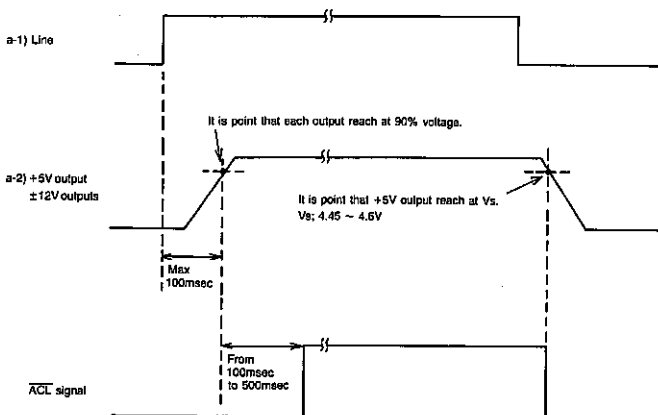 a-1) Line
It is point that each output reach at 90% voltage.
a-2) +5V output
±12V outputs
It is point that +5V output reach at Vs.
Vs; 4.45 ~ 4.6V
Max
100msec
From
100msec
to 500msec
ACL signal